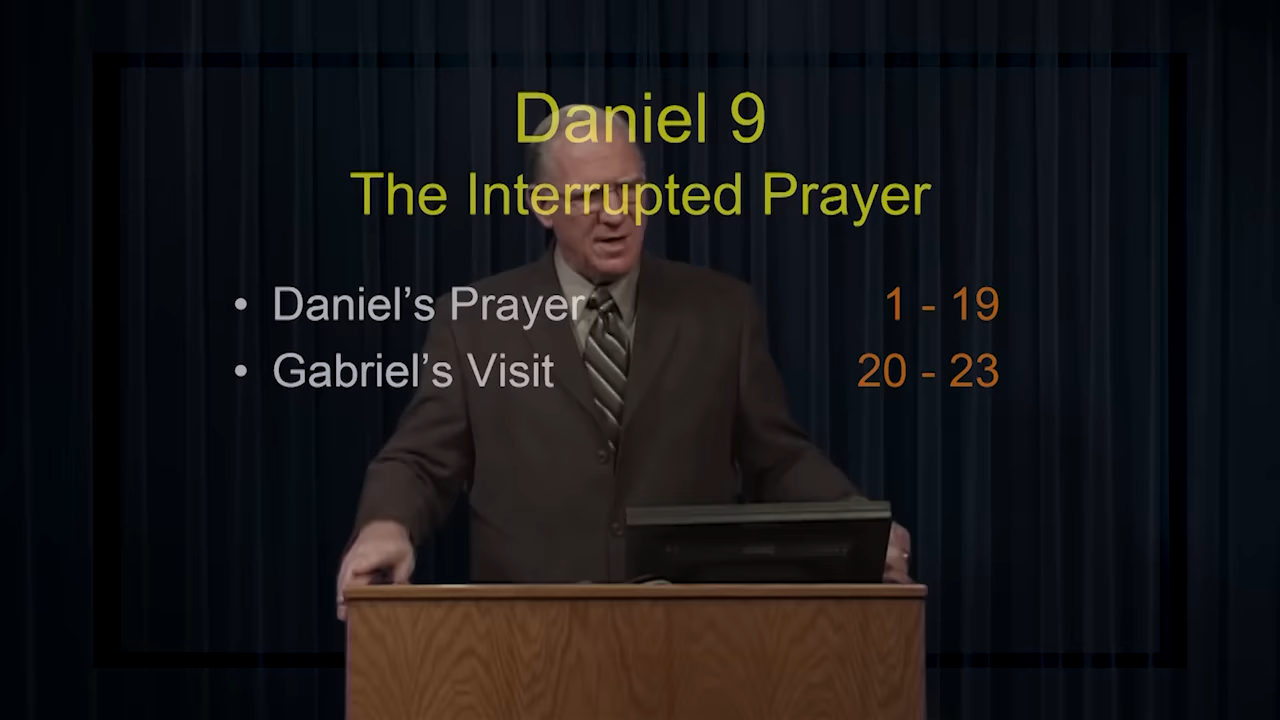 Daniel 9
The Interrupted Prayer
• Daniel’s Prayer 1 - 19
• Gabriel’s Visit 20 - 23